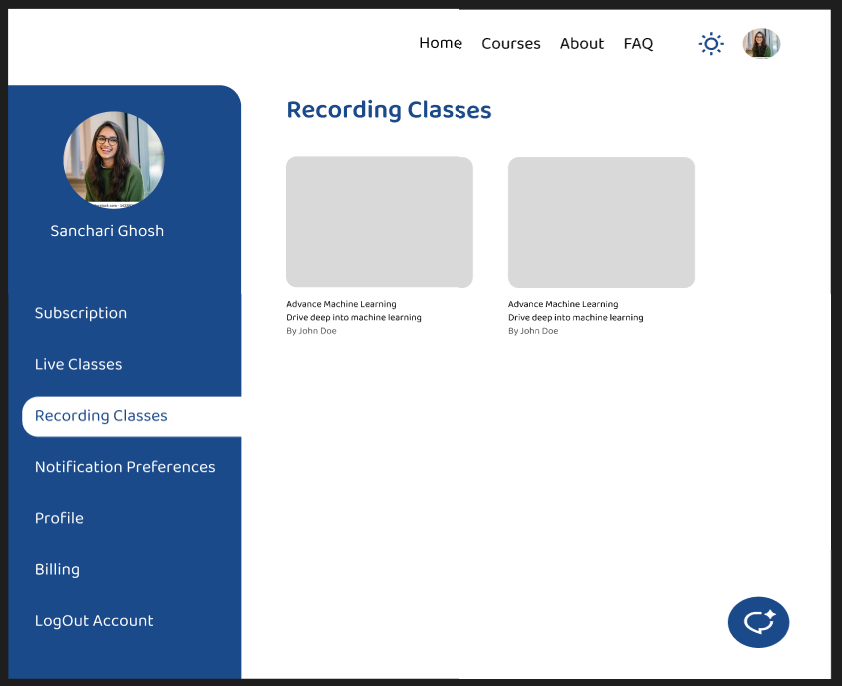 Home Courses About FAQ
Recording Classes
Sanchari Ghosh
Subscription
Live Classes
Recording Classes
Notification Preferences
Profile
Billing
LogOut Account
Advance Machine Learning
Drive deep into machine learning
By John Doe
Advance Machine Learning
Drive deep into machine learning
By John Doe